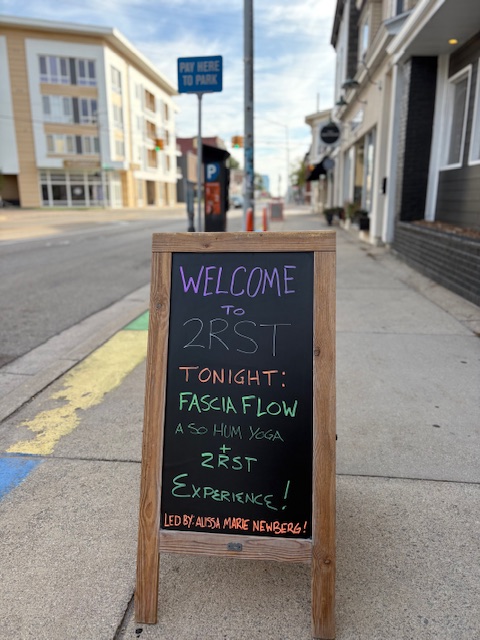 PAY HERE
TO PARK
P
WELCOME
TO
2RST
TONIGHT:
FASCIA FLOW
A SO HUM YOGA
+
2RST
EXPERIENCE!
LED BY: ALISSA MARIE NEWBERG!